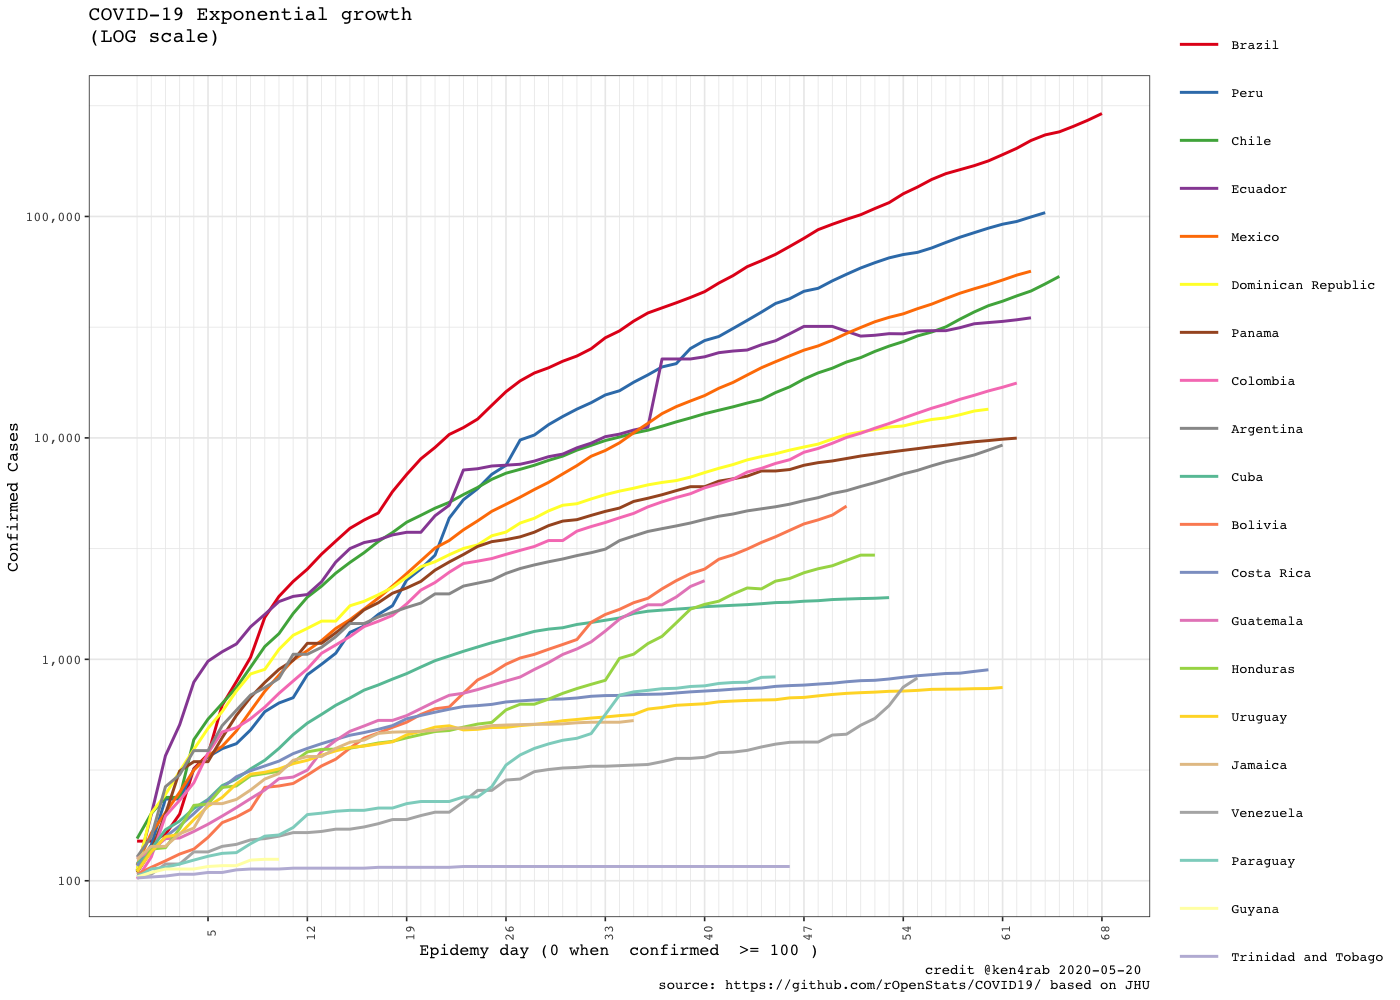 COVID-19 Exponential growth
(LOG scale)
Confirmed Cases
100,000
10,000
1,000
100
5
12
19
26
33
40
47
54
61
68
Epidemy day (0 when  confirmed  >= 100 )
Brazil
Peru
Chile
Ecuador
Mexico
Dominican Republic
Panama
Colombia
Argentina
Cuba
Bolivia
Costa Rica
Guatemala
Honduras
Uruguay
Jamaica
Venezuela
Paraguay
Guyana
Trinidad and Tobago
credit @ken4rab 2020-05-20
source: https://github.com/rOpenStats/COVID19/ based on JHU